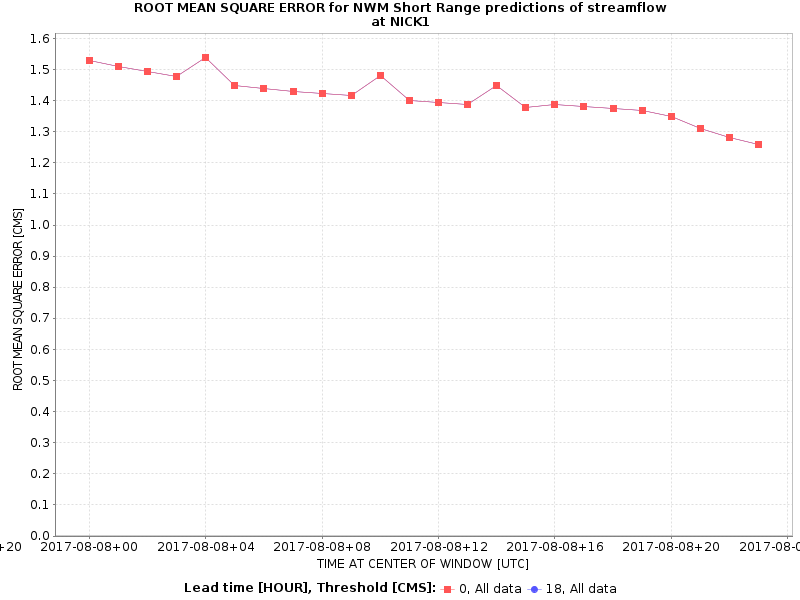 ROOT MEAN SQUARE ERROR for NWM Short Range predictions of streamflow
at NICK1
1.6
1.5
1.4
1.3
1.2
1.1
1.0
0.9
0.8
0.7
0.6
0.5
0.4
0.3
0.2
0.1
0.0
ROOT MEAN SQUARE ERROR [CMS]
+20 2017-08-08+00 2017-08-08+04 2017-08-08+08 2017-08-08+12 2017-08-08+16 2017-08-08+20 2017-08-0
TIME AT CENTER OF WINDOW [UTC]
Lead time [HOUR], Threshold [CMS]: 0, All data 18, All data